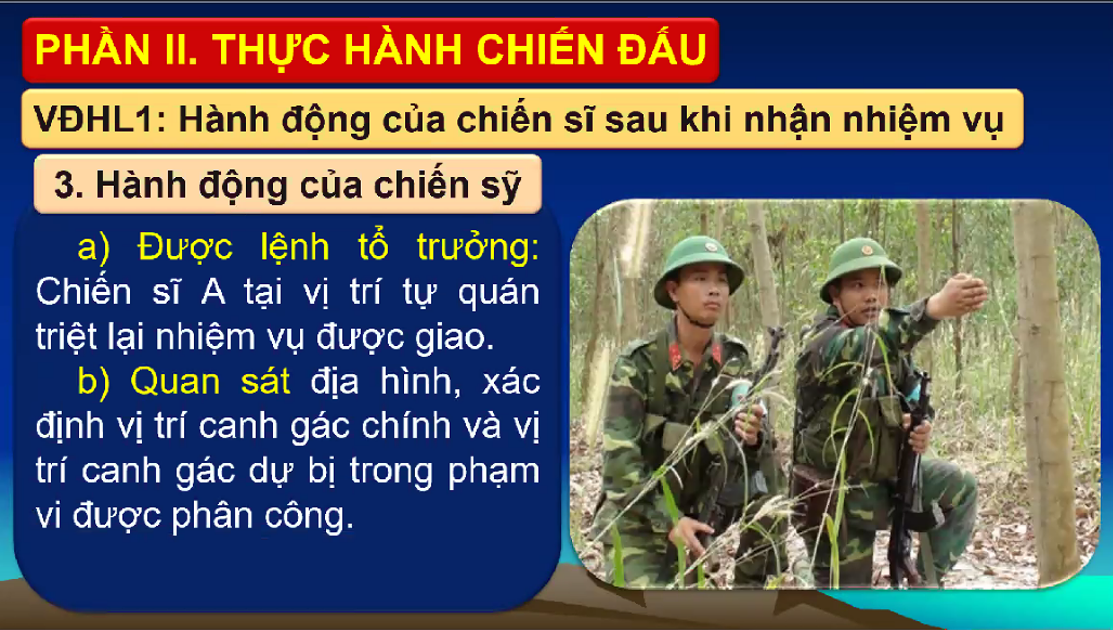 PHẦN II. THỰC HÀNH CHIẾN ĐẤU
VĐHL1: Hành động của chiến sĩ sau khi nhận nhiệm vụ
3. Hành động của chiến sỹ
a) Được lệnh tổ trưởng:
Chiến sĩ A tại vị trí tự quán
triệt lại nhiệm vụ được giao.
b) Quan sát địa hình, xác
định vị trí canh gác chính và vị
trí canh gác dự bị trong phạm
vi được phân công.